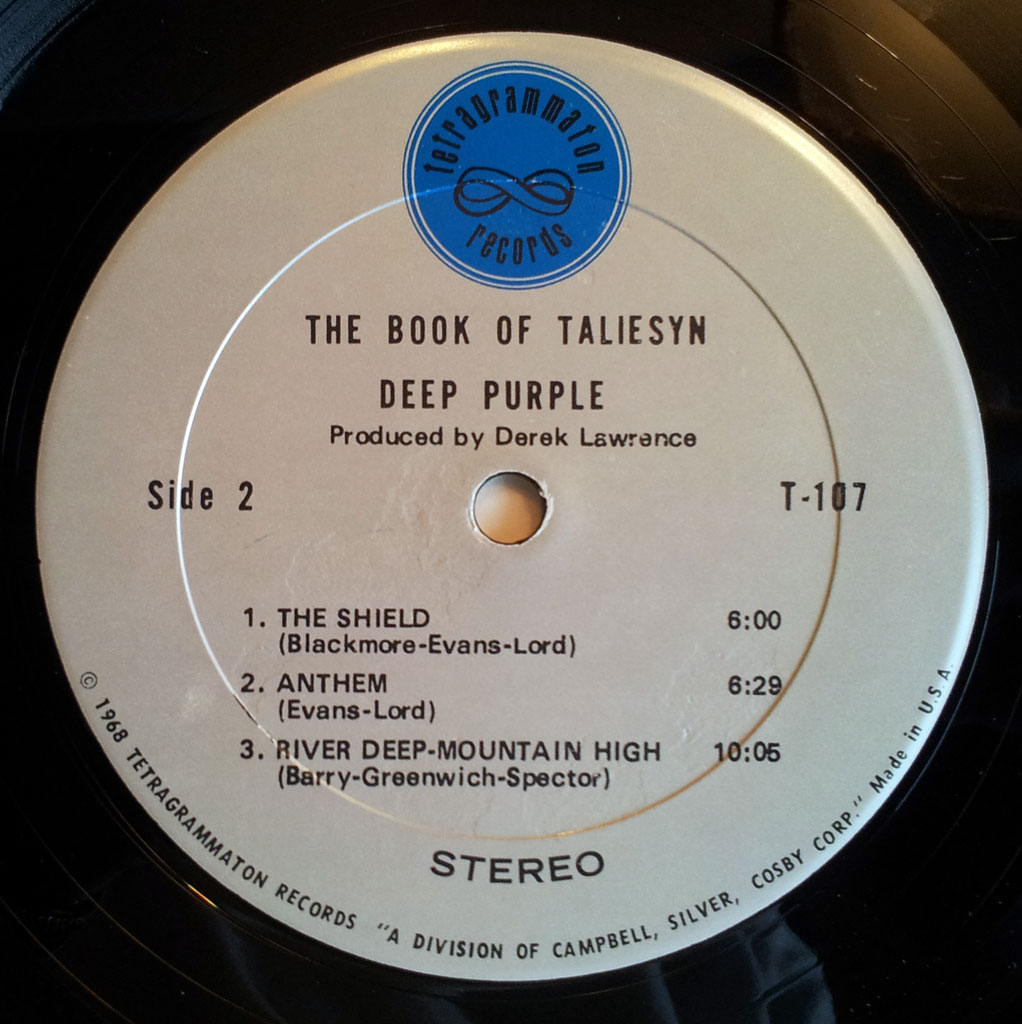 tetragrammaton
records
THE BOOK OF TALIESYN
DEEP PURPLE
Produced by Derek Lawrence
Side 2
T-107
1. THE SHIELD 6:00
(Blackmore-Evans-Lord)
2. ANTHEM 6:29
(Evans-Lord)
3. RIVER DEEP-MOUNTAIN HIGH 10:05
(Barry-Greenwich-Spector)
STEREO
© 1968 TETRAGRAMMATON RECORDS "A DIVISION OF CAMPBELL, SILVER, COSBY CORP." Made in U.S.A.